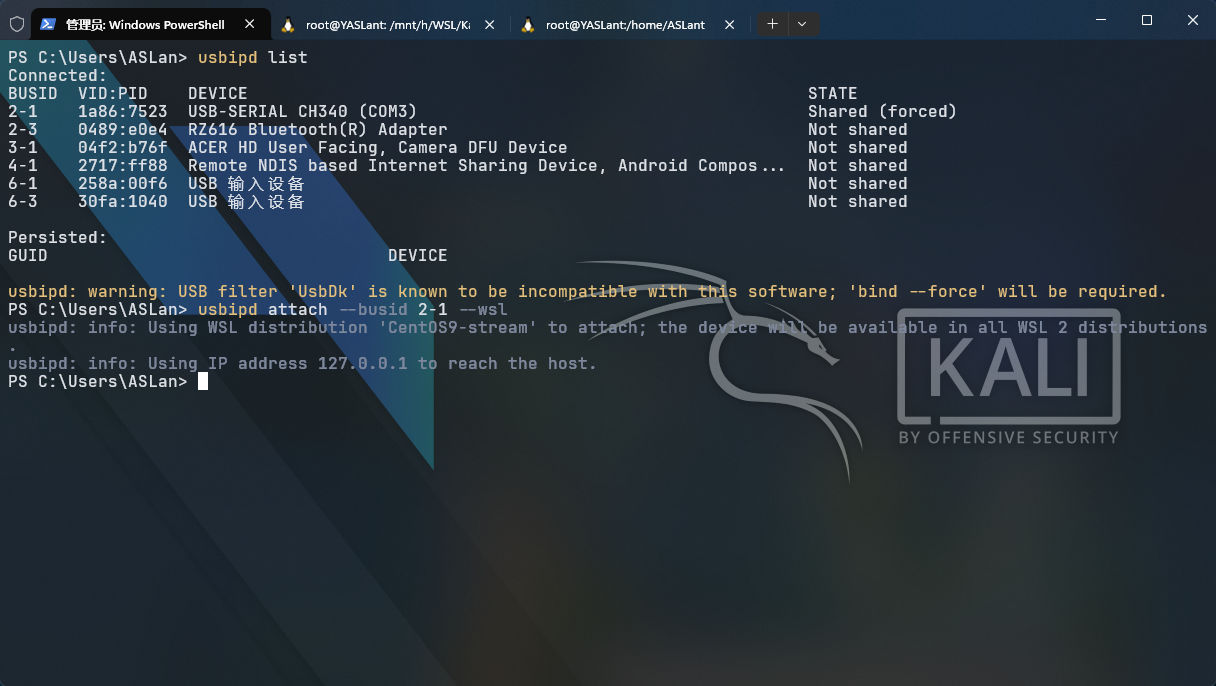 管理员: Windows PowerShell
root@YASLant: /mnt/h/WSL/Ka
root@YASLant:/home/ASLant
PS C:\Users\ASLan> usbipd list
Connected:
BUSID  VID:PID    DEVICE                                                        STATE
2-1    1a86:7523  USB-SERIAL CH340 (COM3)                                       Shared (forced)
2-3    0489:e0e4  RZ616 Bluetooth(R) Adapter                                    Not shared
3-1    04f2:b76f  ACER HD User Facing, Camera DFU Device                        Not shared
4-1    2717:ff88  Remote NDIS based Internet Sharing Device, Android Compos...  Not shared
6-1    258a:00f6  USB 输入设备                                                  Not shared
6-3    30fa:1040  USB 输入设备                                                  Not shared
Persisted:
GUID                                  DEVICE
usbipd: warning: USB filter 'UsbDk' is known to be incompatible with this software; 'bind --force' will be required.
PS C:\Users\ASLan> usbipd attach --busid 2-1 --wsl
usbipd: info: Using WSL distribution 'CentOS9-stream' to attach; the device will be available in all WSL 2 distributions
.
usbipd: info: Using IP address 127.0.0.1 to reach the host.
PS C:\Users\ASLan>
KALI
BY OFFENSIVE SECURITY